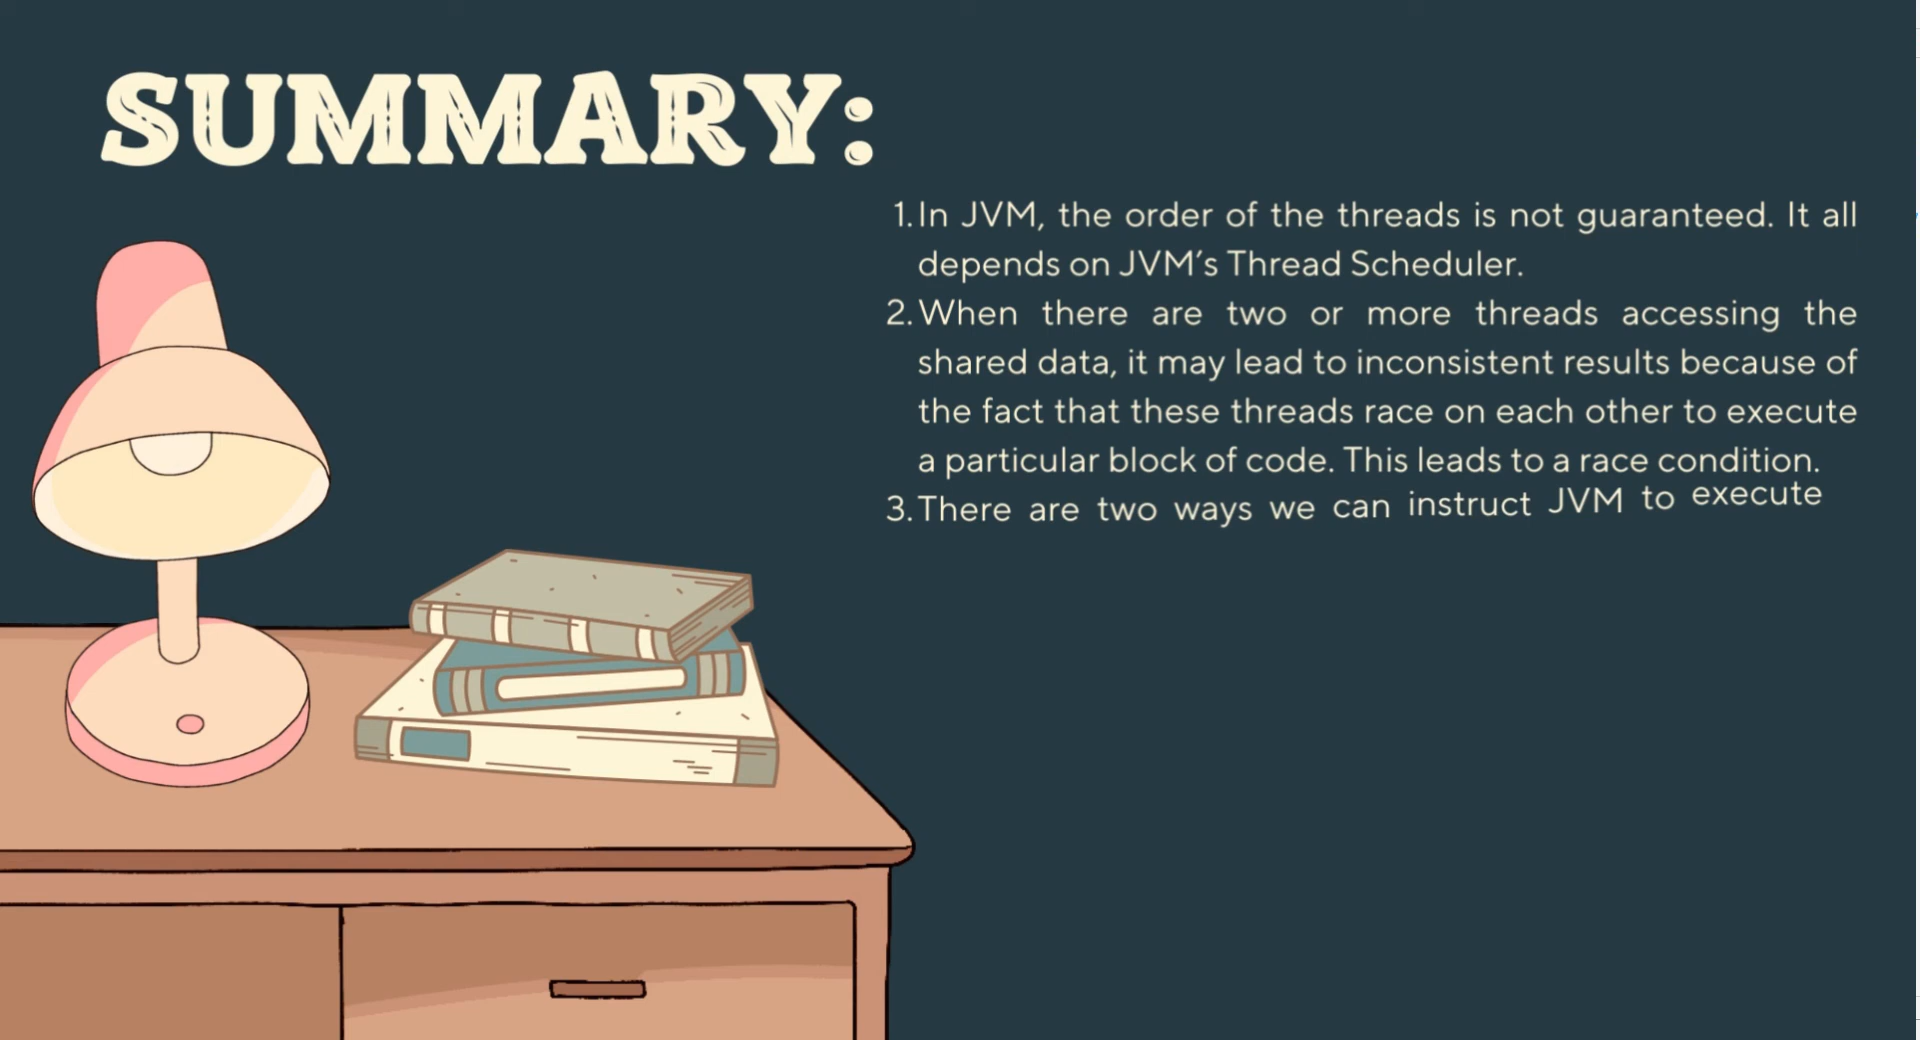 SUMMARY:
1. In JVM, the order of the threads is not guaranteed. It all
depends on JVM's Thread Scheduler.
2. When there are two or more threads accessing the
shared data, it may lead to inconsistent results because of
the fact that these threads race on each other to execute
a particular block of code. This leads to a race condition.
3. There are two ways we can instruct JVM to execute